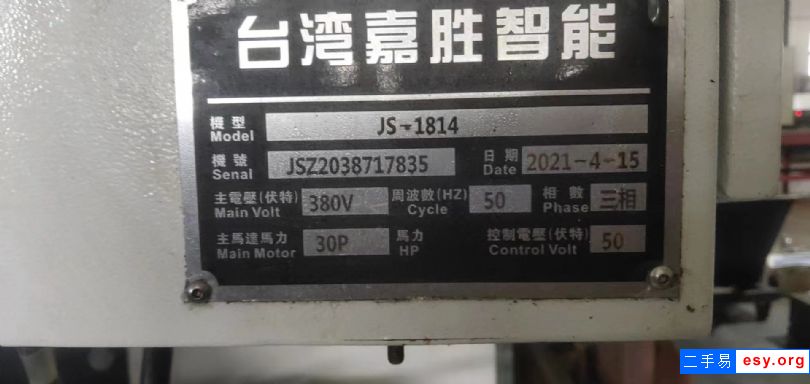 台湾嘉胜智能
機型 Model JS-1814
機號 Senal JSZ2038717835 日期 Date 2021-4-15
主電壓(伏特) Main Volt 380V 周波數(HZ) Cycle 50 相數 Phase 三相
主馬達馬力 Main Motor 30P 馬力 HP 控制電壓(伏特) Control Volt 50
二手易 esy.org